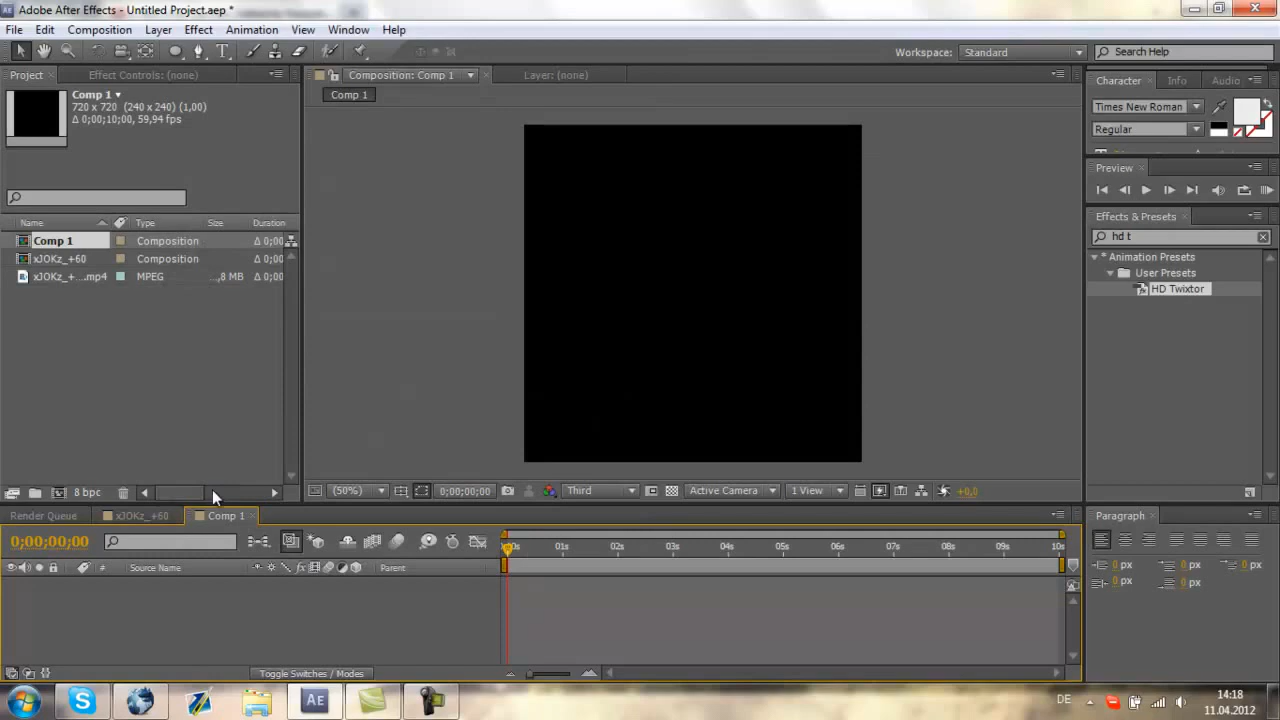 Adobe After Effects - Untitled Project.aep *
File Edit Composition Layer Effect Animation View Window Help
Workspace: Standard Search Help
Project Effect Controls: (none) Composition: Comp 1 Layer: (none) Character Info Audio
Comp 1
720 x 720 (240 x 240) (1,00)
Δ 0;00;10;00, 59,94 fps
Comp 1
Times New Roman
Regular
Preview
Effects & Presets
hd t
* Animation Presets
User Presets
HD Twixtor
Name Type Size Duration
Comp 1 Composition Δ 0;00
xJOKz_+60 Composition Δ 0;00
xJOKz_+...mp4 MPEG ...,8 MB Δ 0;00
8 bpc
(50%) 0;00;00;00 Third Active Camera 1 View +0,0
Render Queue xJOKz_+60 Comp 1
0;00;00;00
01s 02s 03s 04s 05s 06s 07s 08s 09s 10s
# Source Name Parent
Toggle Switches / Modes
Paragraph
0 px 0 px 0 px
0 px 0 px
DE 14:18
11.04.2012